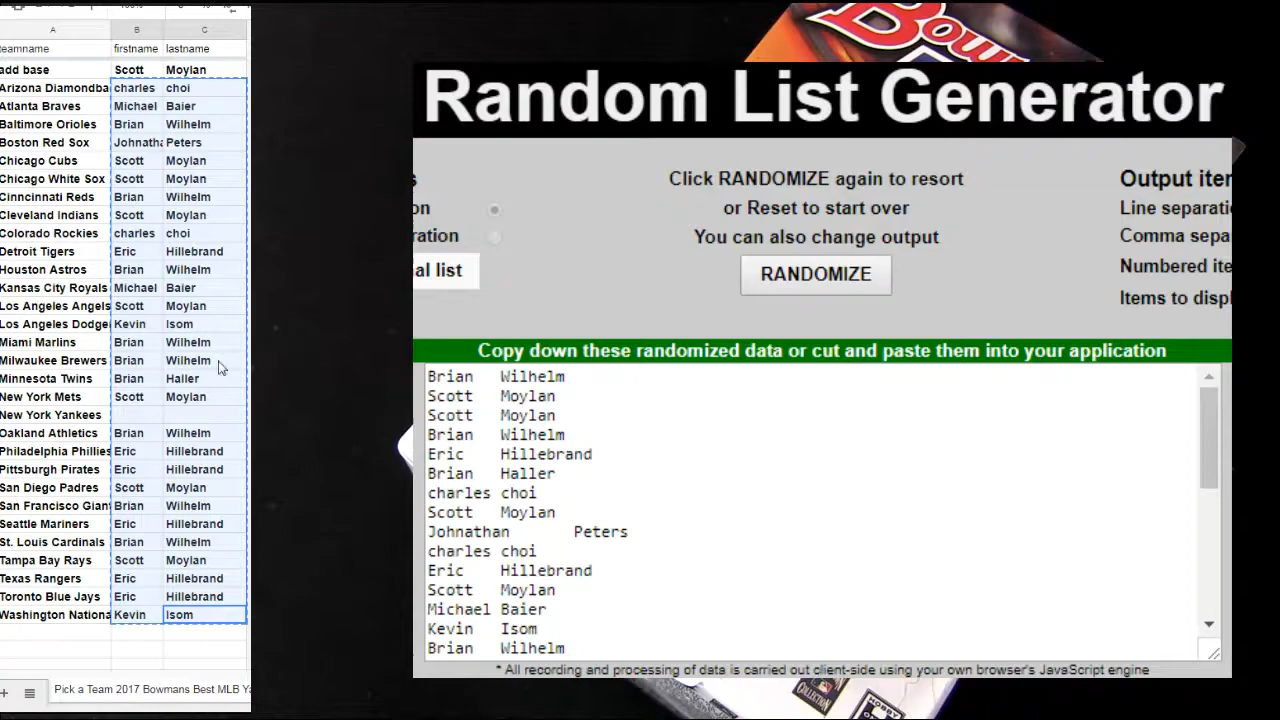 A B C
teamname firstname lastname
add base Scott Moylan
Arizona Diamondba charles choi
Atlanta Braves Michael Baier
Baltimore Orioles Brian Wilhelm
Boston Red Sox Johnatha Peters
Chicago Cubs Scott Moylan
Chicago White Sox Scott Moylan
Cinncinnati Reds Brian Wilhelm
Cleveland Indians Scott Moylan
Colorado Rockies charles choi
Detroit Tigers Eric Hillebrand
Houston Astros Brian Wilhelm
Kansas City Royals Michael Baier
Los Angeles Angels Scott Moylan
Los Angeles Dodge Kevin Isom
Miami Marlins Brian Wilhelm
Milwaukee Brewers Brian Wilhelm
Minnesota Twins Brian Haller
New York Mets Scott Moylan
New York Yankees
Oakland Athletics Brian Wilhelm
Philadelphia Phillies Eric Hillebrand
Pittsburgh Pirates Eric Hillebrand
San Diego Padres Scott Moylan
San Francisco Giant Brian Wilhelm
Seattle Mariners Eric Hillebrand
St. Louis Cardinals Brian Wilhelm
Tampa Bay Rays Scott Moylan
Texas Rangers Eric Hillebrand
Toronto Blue Jays Eric Hillebrand
Washington Nationa Kevin Isom
Pick a Team 2017 Bowmans Best MLB Ya
Bow
Random List Generator
s
on
ration
al list
Click RANDOMIZE again to resort
or Reset to start over
You can also change output
RANDOMIZE
Output iter
Line separati
Comma sepa
Numbered ite
Items to displ
Copy down these randomized data or cut and paste them into your application
Brian Wilhelm
Scott Moylan
Scott Moylan
Brian Wilhelm
Eric Hillebrand
Brian Haller
charles choi
Scott Moylan
Johnathan Peters
charles choi
Eric Hillebrand
Scott Moylan
Michael Baier
Kevin Isom
Brian Wilhelm
* All recording and processing of data is carried out client-side using your own browser's JavaScript engine